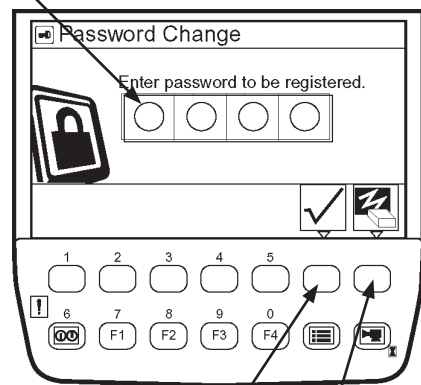 Password Change
Enter password to be registered.
1 2 3 4 5
! 6 7 8 9 0
F1 F2 F3 F4